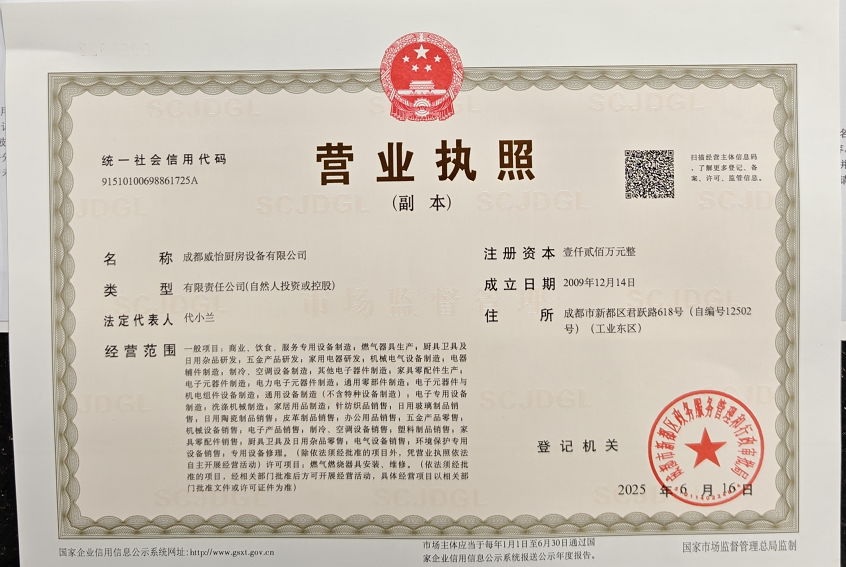 统一社会信用代码
91510100698861725A
营业执照
（副 本）
扫描经营主体信息码
，了解更多登记、备
案、许可、监管信息。
名 称 成都威怡厨房设备有限公司
类 型 有限责任公司(自然人投资或控股)
法定代表人 代小兰
经营范围 一般项目：商业、饮食、服务专用设备制造；燃气器具生产；厨具卫具及
日用杂品研发；五金产品研发；家用电器研发；机械电气设备制造；电器
辅件制造；制冷、空调设备制造；其他电子器件制造；家具零配件生产；
电子元器件制造；电力电子元器件制造；通用零部件制造；电子元器件与
机电组件设备制造；通用设备制造（不含特种设备制造）；电子专用设备
制造；洗涤机械制造；家居用品制造；针纺织品销售；日用玻璃制品销
售；日用陶瓷制品销售；皮革制品销售；办公用品销售；五金产品零售；
机械设备销售；电子产品销售；制冷、空调设备销售；塑料制品销售；家
具零配件销售；厨具卫具及日用杂品零售；电气设备销售；环境保护专用
设备销售；专用设备修理。（除依法须经批准的项目外，凭营业执照依法
自主开展经营活动）许可项目：燃气燃烧器具安装、维修。（依法须经批
准的项目，经相关部门批准后方可开展经营活动，具体经营项目以相关部
门批准文件或许可证件为准）
注册资本 壹仟贰佰万元整
成立日期 2009年12月14日
住 所 成都市新都区君跃路618号（自编号12502
号）（工业东区）
登记机关
2025 年 6 月 16 日
国家企业信用信息公示系统网址：http://www.gsxt.gov.cn
市场主体应当于每年1月1日至6月30日通过国
家企业信用信息公示系统报送公示年度报告。
国家市场监督管理总局监制
SCJDGL
市场监督管理